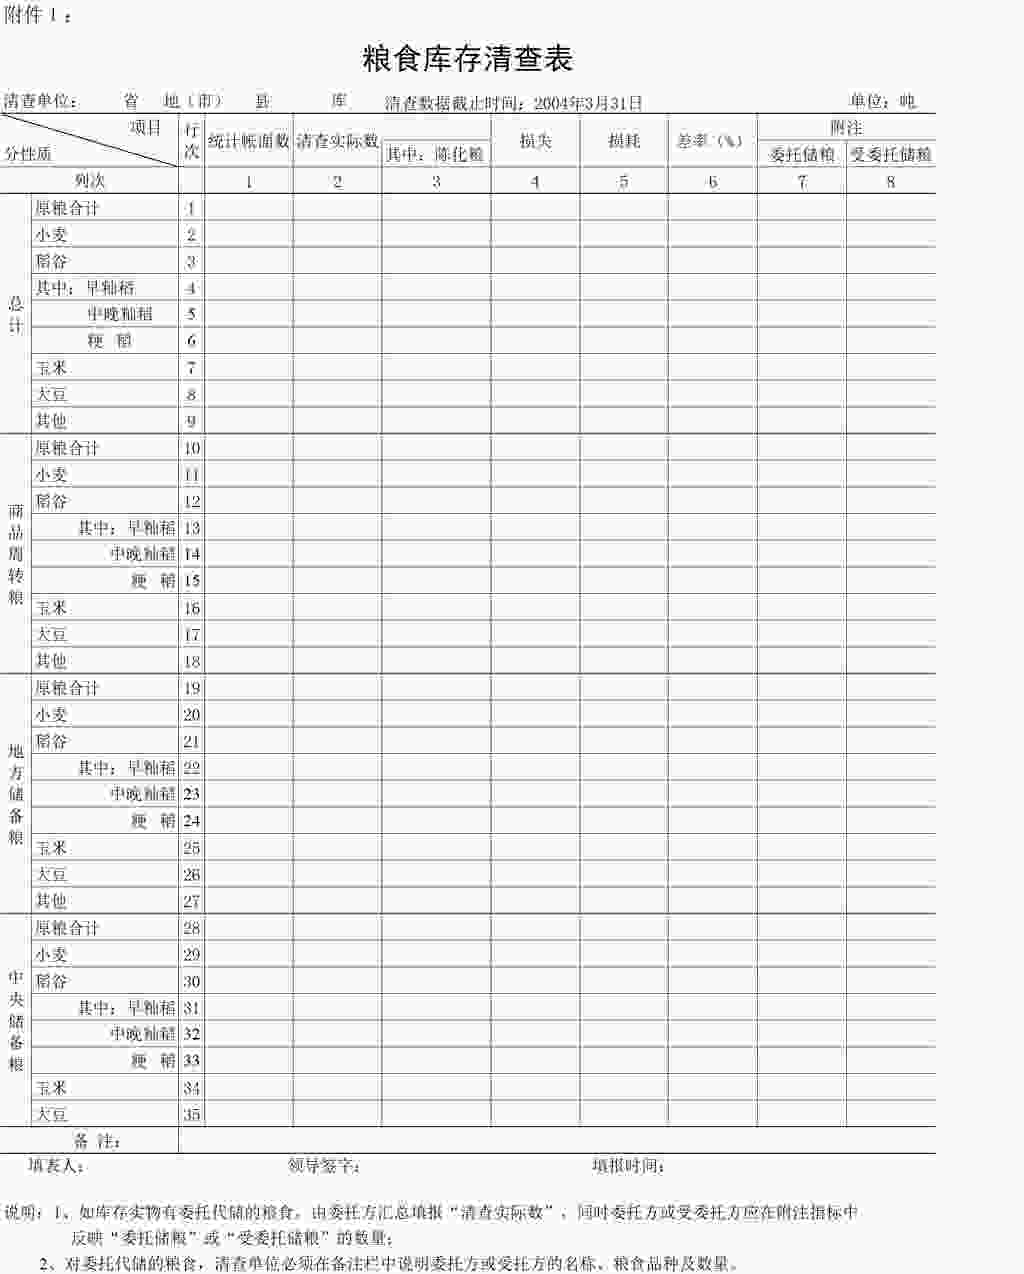 附件1：
粮食库存清查表
清查单位： 省 地（市） 县 库 清查数据截止时间：2004年3月31日 单位：吨
项目 行次 统计帐面数 清查实际数 损失 损耗 差率（%） 附注
分性质 其中：陈化粮 委托储粮 受委托储粮
列次 1 2 3 4 5 6 7 8
总计
原粮合计 1
小麦 2
稻谷 3
其中：早籼稻 4
中晚籼稻 5
粳 稻 6
玉米 7
大豆 8
其他 9
商品周转粮
原粮合计 10
小麦 11
稻谷 12
其中：早籼稻 13
中晚籼稻 14
粳 稻 15
玉米 16
大豆 17
其他 18
地方储备粮
原粮合计 19
小麦 20
稻谷 21
其中：早籼稻 22
中晚籼稻 23
粳 稻 24
玉米 25
大豆 26
其他 27
中央储备粮
原粮合计 28
小麦 29
稻谷 30
其中：早籼稻 31
中晚籼稻 32
粳 稻 33
玉米 34
大豆 35
备 注：
填表人： 领导签字： 填报时间：
说明：1、如库存实物有委托代储的粮食，由委托方汇总填报“清查实际数”，同时委托方或受委托方应在附注指标中
反映“委托储粮”或“受委托储粮”的数量；
2、对委托代储的粮食，清查单位必须在备注栏中说明委托方或受托方的名称、粮食品种及数量。